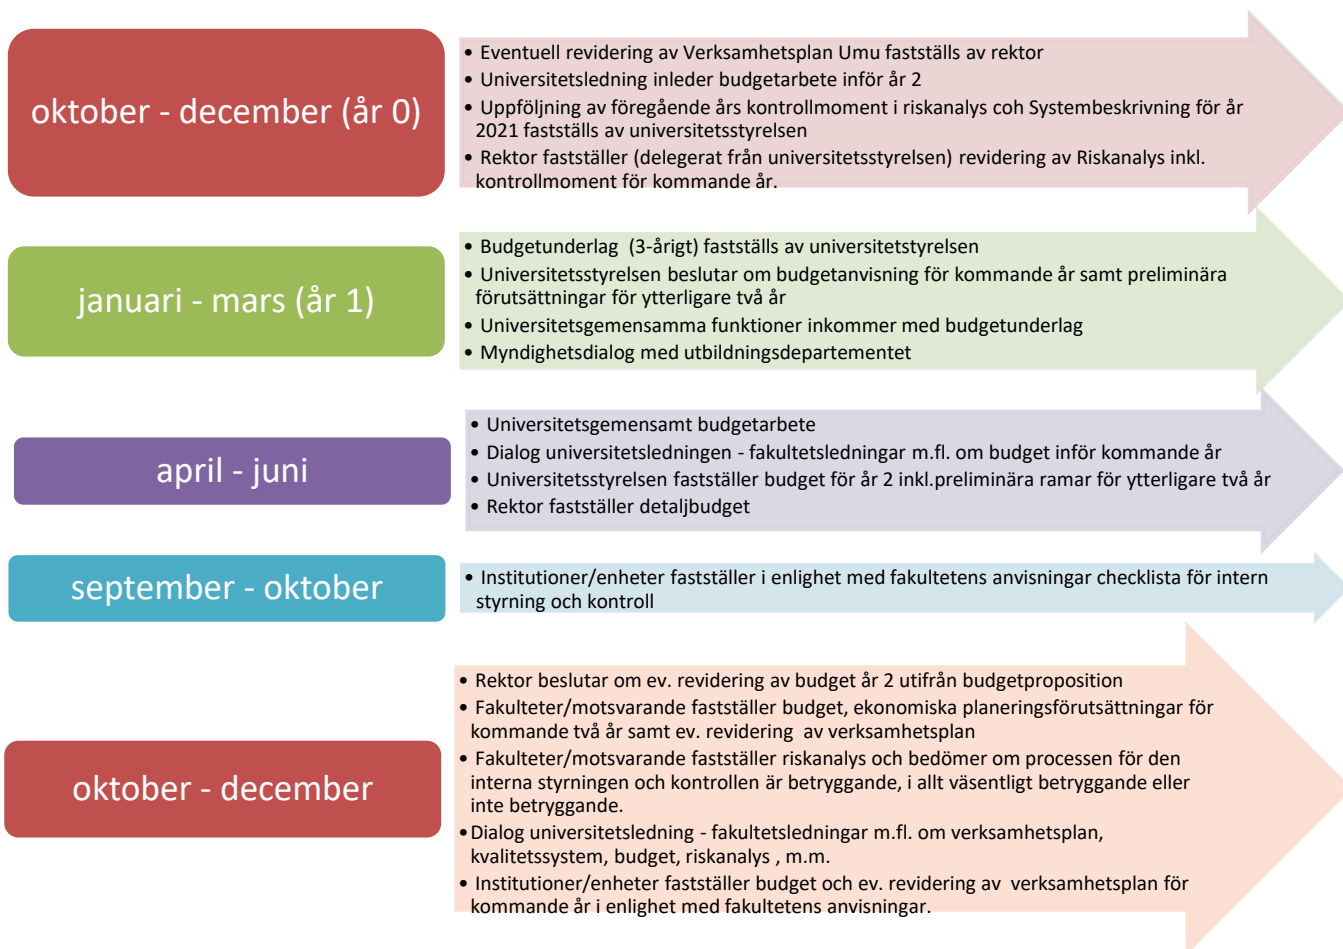 oktober - december (år 0)
• Eventuell revidering av Verksamhetsplan Umu fastställs av rektor
• Universitetsledning inleder budgetarbete inför år 2
• Uppföljning av föregående års kontrollmoment i riskanalys coh Systembeskrivning för år
2021 fastställs av universitetsstyrelsen
• Rektor fastställer (delegerat från universitetsstyrelsen) revidering av Riskanalys inkl.
kontrollmoment för kommande år.
januari - mars (år 1)
• Budgetunderlag (3-årigt) fastställs av universitetstyrelsen
• Universitetsstyrelsen beslutar om budgetanvisning för kommande år samt preliminära
förutsättningar för ytterligare två år
• Universitetsgemensamma funktioner inkommer med budgetunderlag
• Myndighetsdialog med utbildningsdepartementet
april - juni
• Universitetsgemensamt budgetarbete
• Dialog universitetsledningen - fakultetsledningar m.fl. om budget inför kommande år
• Universitetsstyrelsen fastställer budget för år 2 inkl.preliminära ramar för ytterligare två år
• Rektor fastställer detaljbudget
september - oktober
• Institutioner/enheter fastställer i enlighet med fakultetens anvisningar checklista för intern
styrning och kontroll
oktober - december
• Rektor beslutar om ev. revidering av budget år 2 utifrån budgetproposition
• Fakulteter/motsvarande fastställer budget, ekonomiska planeringsförutsättningar för
kommande två år samt ev. revidering av verksamhetsplan
• Fakulteter/motsvarande fastställer riskanalys och bedömer om processen för den
interna styrningen och kontrollen är betryggande, i allt väsentligt betryggande eller
inte betryggande.
• Dialog universitetsledning - fakultetsledningar m.fl. om verksamhetsplan,
kvalitetssystem, budget, riskanalys , m.m.
• Institutioner/enheter fastställer budget och ev. revidering av verksamhetsplan för
kommande år i enlighet med fakultetens anvisningar.